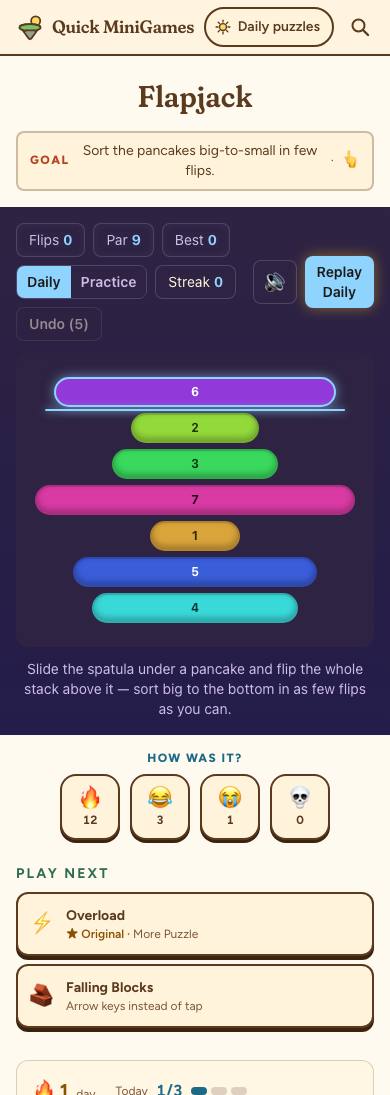 Quick MiniGames
Daily puzzles
Flapjack
GOAL
Sort the pancakes big-to-small in few
flips.
Flips 0
Par 9
Best 0
Daily
Practice
Streak 0
Replay
Daily
Undo (5)
6
2
3
7
1
5
4
Slide the spatula under a pancake and flip the whole
stack above it — sort big to the bottom in as few flips
as you can.
HOW WAS IT?
12
3
1
0
PLAY NEXT
Overload
★ Original · More Puzzle
Falling Blocks
Arrow keys instead of tap
1 day
Today 1/3